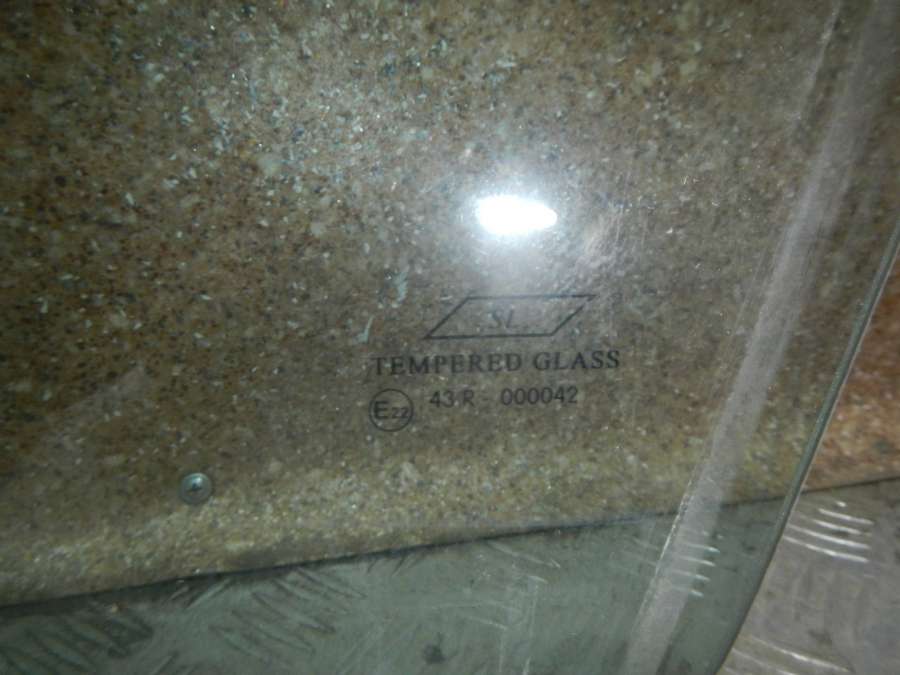 SL
TEMPERED GLASS
E22 43R - 000042